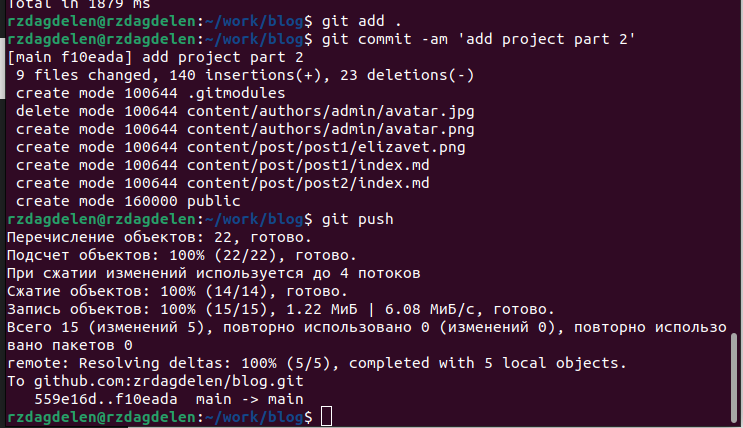 Total in 1879 ms
rzdagdelen@rzdagdelen:~/work/blog$ git add .
rzdagdelen@rzdagdelen:~/work/blog$ git commit -am 'add project part 2'
[main f10eada] add project part 2
 9 files changed, 140 insertions(+), 23 deletions(-)
 create mode 100644 .gitmodules
 delete mode 100644 content/authors/admin/avatar.jpg
 create mode 100644 content/authors/admin/avatar.png
 create mode 100644 content/post/post1/elizavet.png
 create mode 100644 content/post/post1/index.md
 create mode 100644 content/post/post2/index.md
 create mode 160000 public
rzdagdelen@rzdagdelen:~/work/blog$ git push
Перечисление объектов: 22, готово.
Подсчет объектов: 100% (22/22), готово.
При сжатии изменений используется до 4 потоков
Сжатие объектов: 100% (14/14), готово.
Запись объектов: 100% (15/15), 1.22 МиБ | 6.08 МиБ/с, готово.
Всего 15 (изменений 5), повторно использовано 0 (изменений 0), повторно использо
вано пакетов 0
remote: Resolving deltas: 100% (5/5), completed with 5 local objects.
To github.com:zrdagdelen/blog.git
   559e16d..f10eada  main -> main
rzdagdelen@rzdagdelen:~/work/blog$